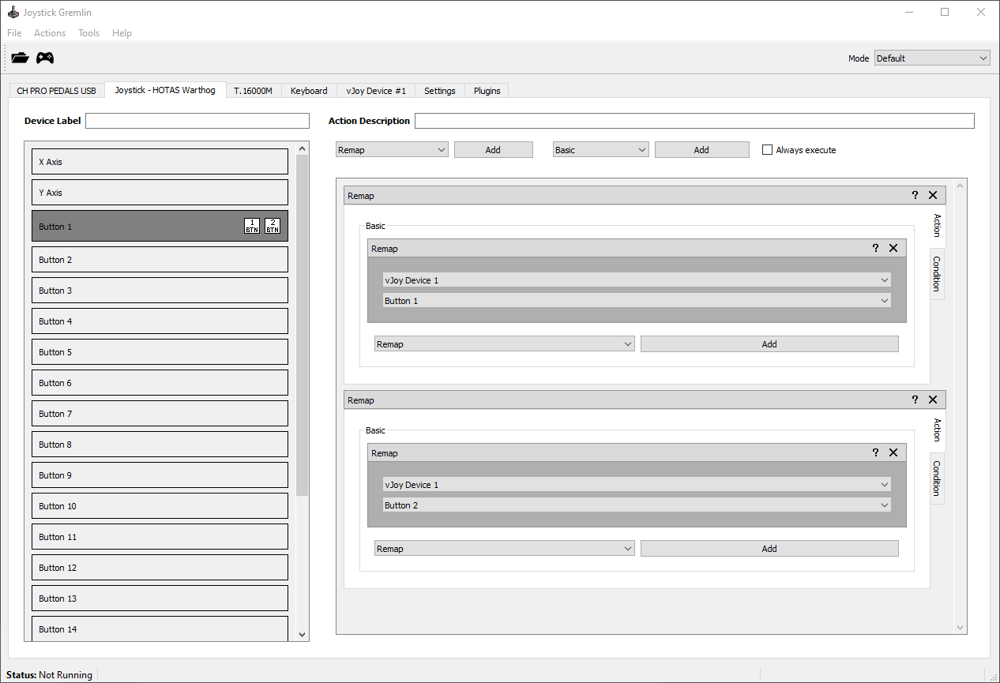 Joystick Gremlin
File Actions Tools Help
Mode Default
CH PRO PEDALS USB Joystick - HOTAS Warthog T.16000M Keyboard vJoy Device #1 Settings Plugins
Device Label Action Description
Remap Add Basic Add Always execute
X Axis
Y Axis
Button 1 1 BTN 2 BTN
Button 2
Button 3
Button 4
Button 5
Button 6
Button 7
Button 8
Button 9
Button 10
Button 11
Button 12
Button 13
Button 14
Remap ?
Action
Condition
Basic
Remap ?
vJoy Device 1
Button 1
Remap Add
Remap ?
Action
Condition
Basic
Remap ?
vJoy Device 1
Button 2
Remap Add
Status: Not Running